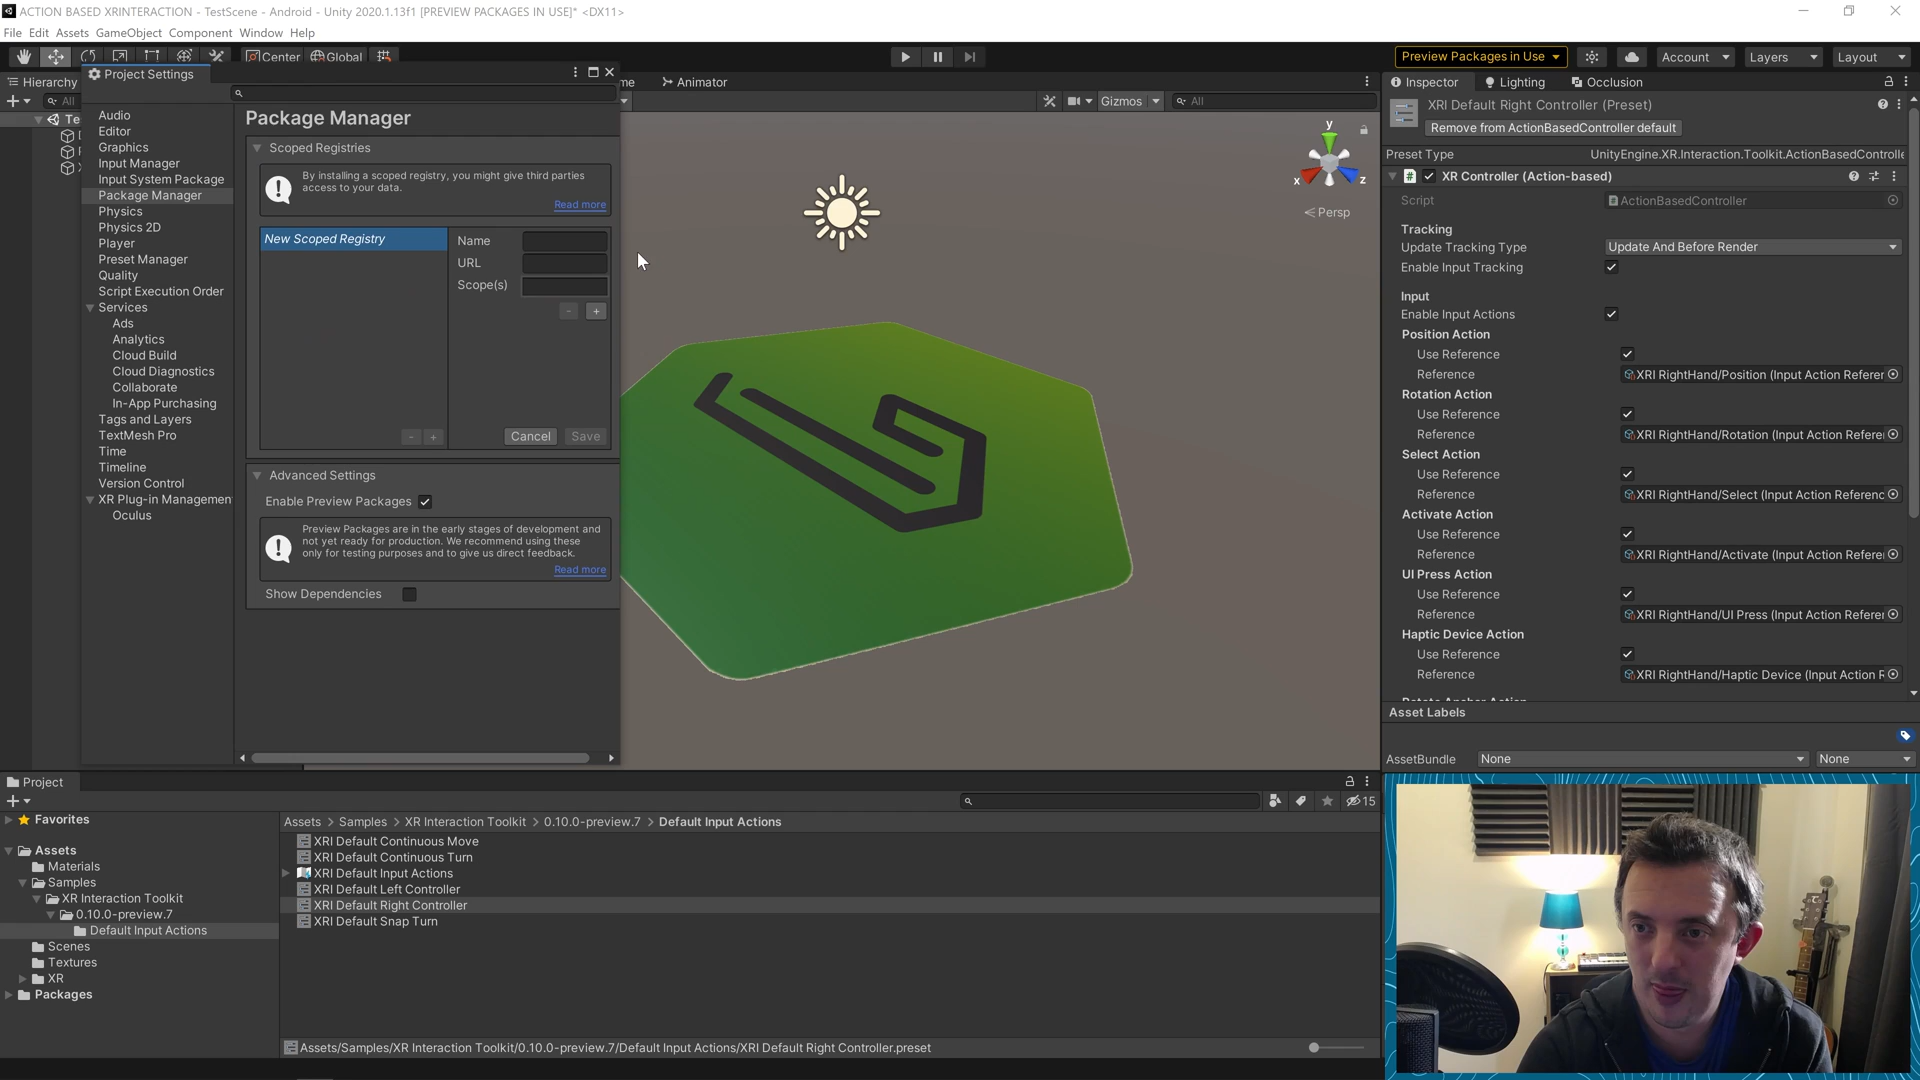 ACTION BASED XRINTERACTION - TestScene - Android - Unity 2020.1.13f1 [PREVIEW PACKAGES IN USE]* <DX11>
File Edit Assets GameObject Component Window Help
Center Global
Preview Packages in Use Account Layers Layout
Hierarchy
All
Te
Project Settings
Audio
Editor
Graphics
Input Manager
Input System Package
Package Manager
Physics
Physics 2D
Player
Preset Manager
Quality
Script Execution Order
Services
Ads
Analytics
Cloud Build
Cloud Diagnostics
Collaborate
In-App Purchasing
Tags and Layers
TextMesh Pro
Time
Timeline
Version Control
XR Plug-in Managemen
Oculus
Package Manager
Scoped Registries
By installing a scoped registry, you might give third parties
access to your data.
Read more
New Scoped Registry
Name
URL
Scope(s)
- +
- +
Cancel Save
Advanced Settings
Enable Preview Packages
Preview Packages are in the early stages of development and
not yet ready for production. We recommend using these
only for testing purposes and to give us direct feedback.
Read more
Show Dependencies
me Animator
Gizmos All
y
x z
Persp
Inspector Lighting Occlusion
XRI Default Right Controller (Preset)
Remove from ActionBasedController default
Preset Type UnityEngine.XR.Interaction.Toolkit.ActionBasedControlle
XR Controller (Action-based)
Script ActionBasedController
Tracking
Update Tracking Type Update And Before Render
Enable Input Tracking
Input
Enable Input Actions
Position Action
Use Reference
Reference XRI RightHand/Position (Input Action Referer
Rotation Action
Use Reference
Reference XRI RightHand/Rotation (Input Action Refere
Select Action
Use Reference
Reference XRI RightHand/Select (Input Action Referenc
Activate Action
Use Reference
Reference XRI RightHand/Activate (Input Action Referer
UI Press Action
Use Reference
Reference XRI RightHand/UI Press (Input Action Referer
Haptic Device Action
Use Reference
Reference XRI RightHand/Haptic Device (Input Action R
Asset Labels
AssetBundle None None
Project
15
Favorites
Assets
Materials
Samples
XR Interaction Toolkit
0.10.0-preview.7
Default Input Actions
Scenes
Textures
XR
Packages
Assets > Samples > XR Interaction Toolkit > 0.10.0-preview.7 > Default Input Actions
XRI Default Continuous Move
XRI Default Continuous Turn
XRI Default Input Actions
XRI Default Left Controller
XRI Default Right Controller
XRI Default Snap Turn
Assets/Samples/XR Interaction Toolkit/0.10.0-preview.7/Default Input Actions/XRI Default Right Controller.preset